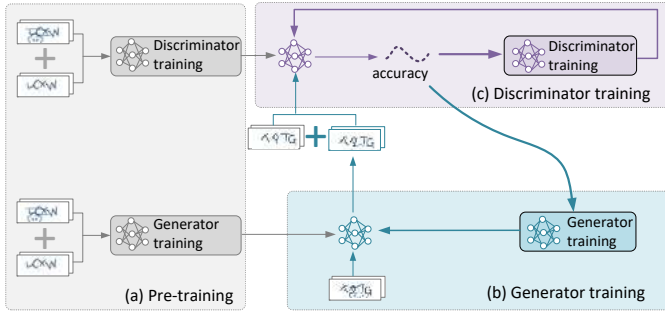 Discriminator
training
Discriminator
training
accuracy
(c) Discriminator training
Generator
training
Generator
training
(a) Pre-training
(b) Generator training